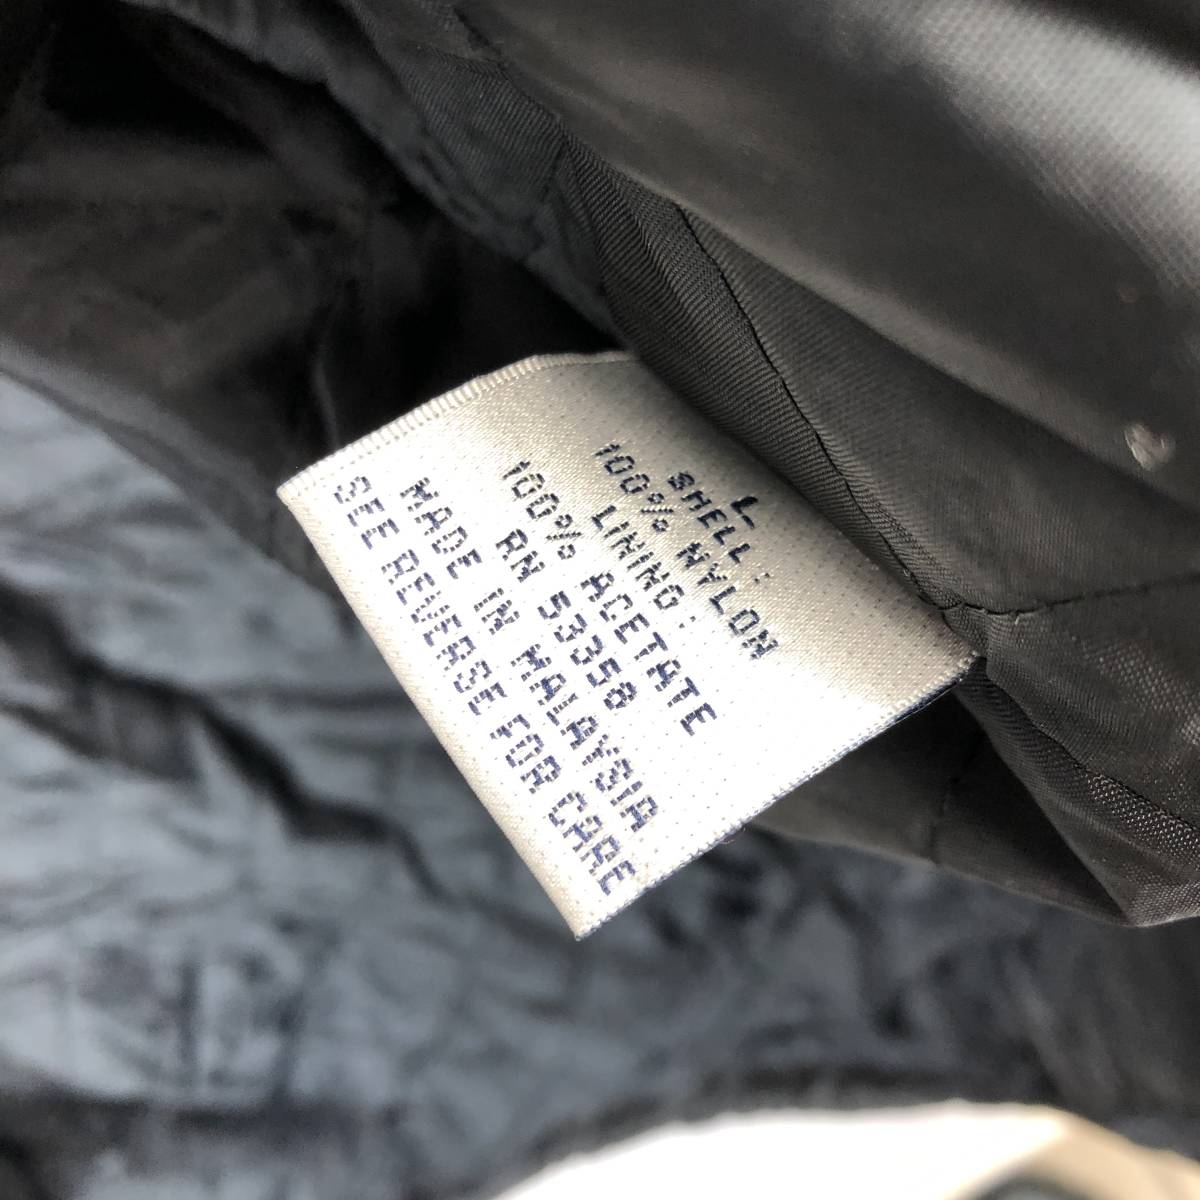 L
SHELL:
100% NYLON
LINING:
100% ACETATE
RN 53358
MADE IN MALAYSIA
SEE REVERSE FOR CARE